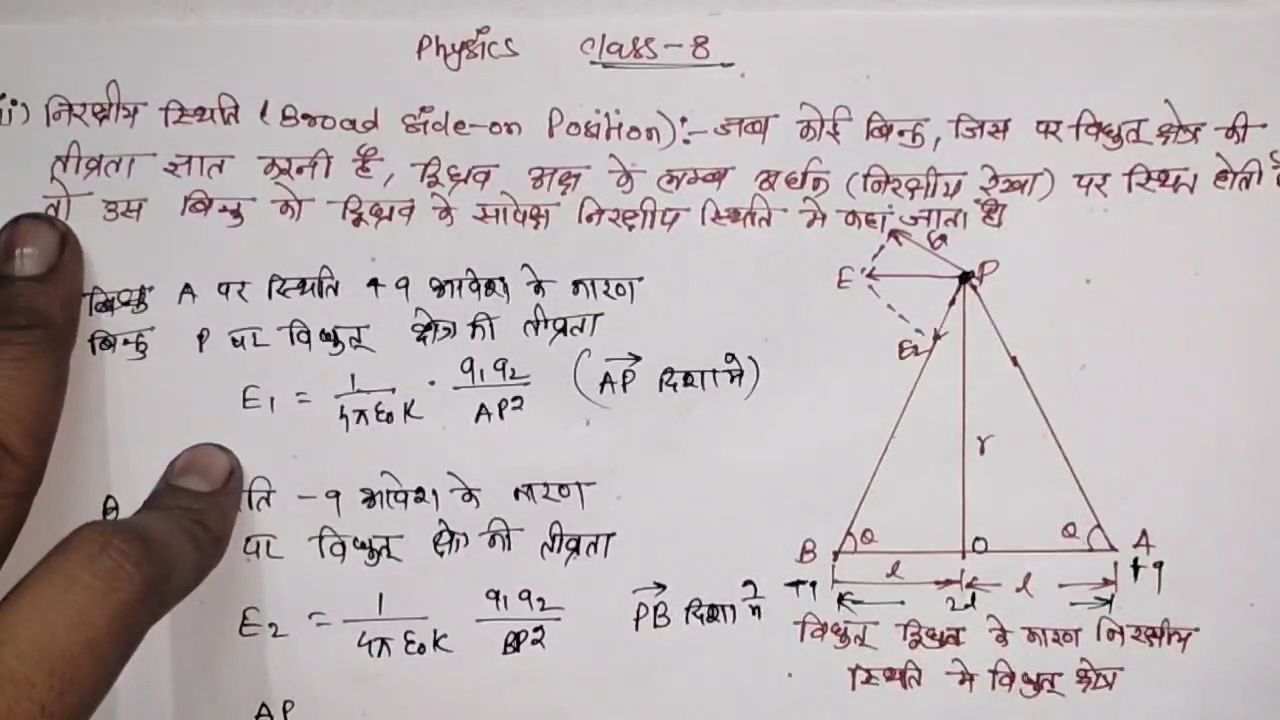 Physics Class-8
ii) निरक्षीय स्थिति (Broad Side-on Position):- जब कोई बिन्दु, जिस पर विधुत् क्षेत्र की
तीव्रता ज्ञात करनी है, द्विध्रुव अक्ष के लम्ब अर्धक (निरक्षीय रेखा) पर स्थित होती है
तो उस बिन्दु को द्विध्रुव के सापेक्ष निरक्षीय स्थिति मे कहां जाता है।
बिन्दु A पर स्थिति +q आवेश के कारण
बिन्दु P पर विधुत् क्षेत्र की तीव्रता
E₁ = 1/4πε₀K · q₁q₂/AP² (AP→ दिशा मे)
ति -q आवेश के कारण
पर विधुत् क्षेत्र की तीव्रता
E₂ = 1/4πε₀K q₁q₂/BP² PB→ दिशा मे
AP
E P
E₂
r
B θ O θ A
+q l l +q
2l
विधुत् द्विध्रुव के कारण निरक्षीय
स्थिति मे विधुत् क्षेत्र